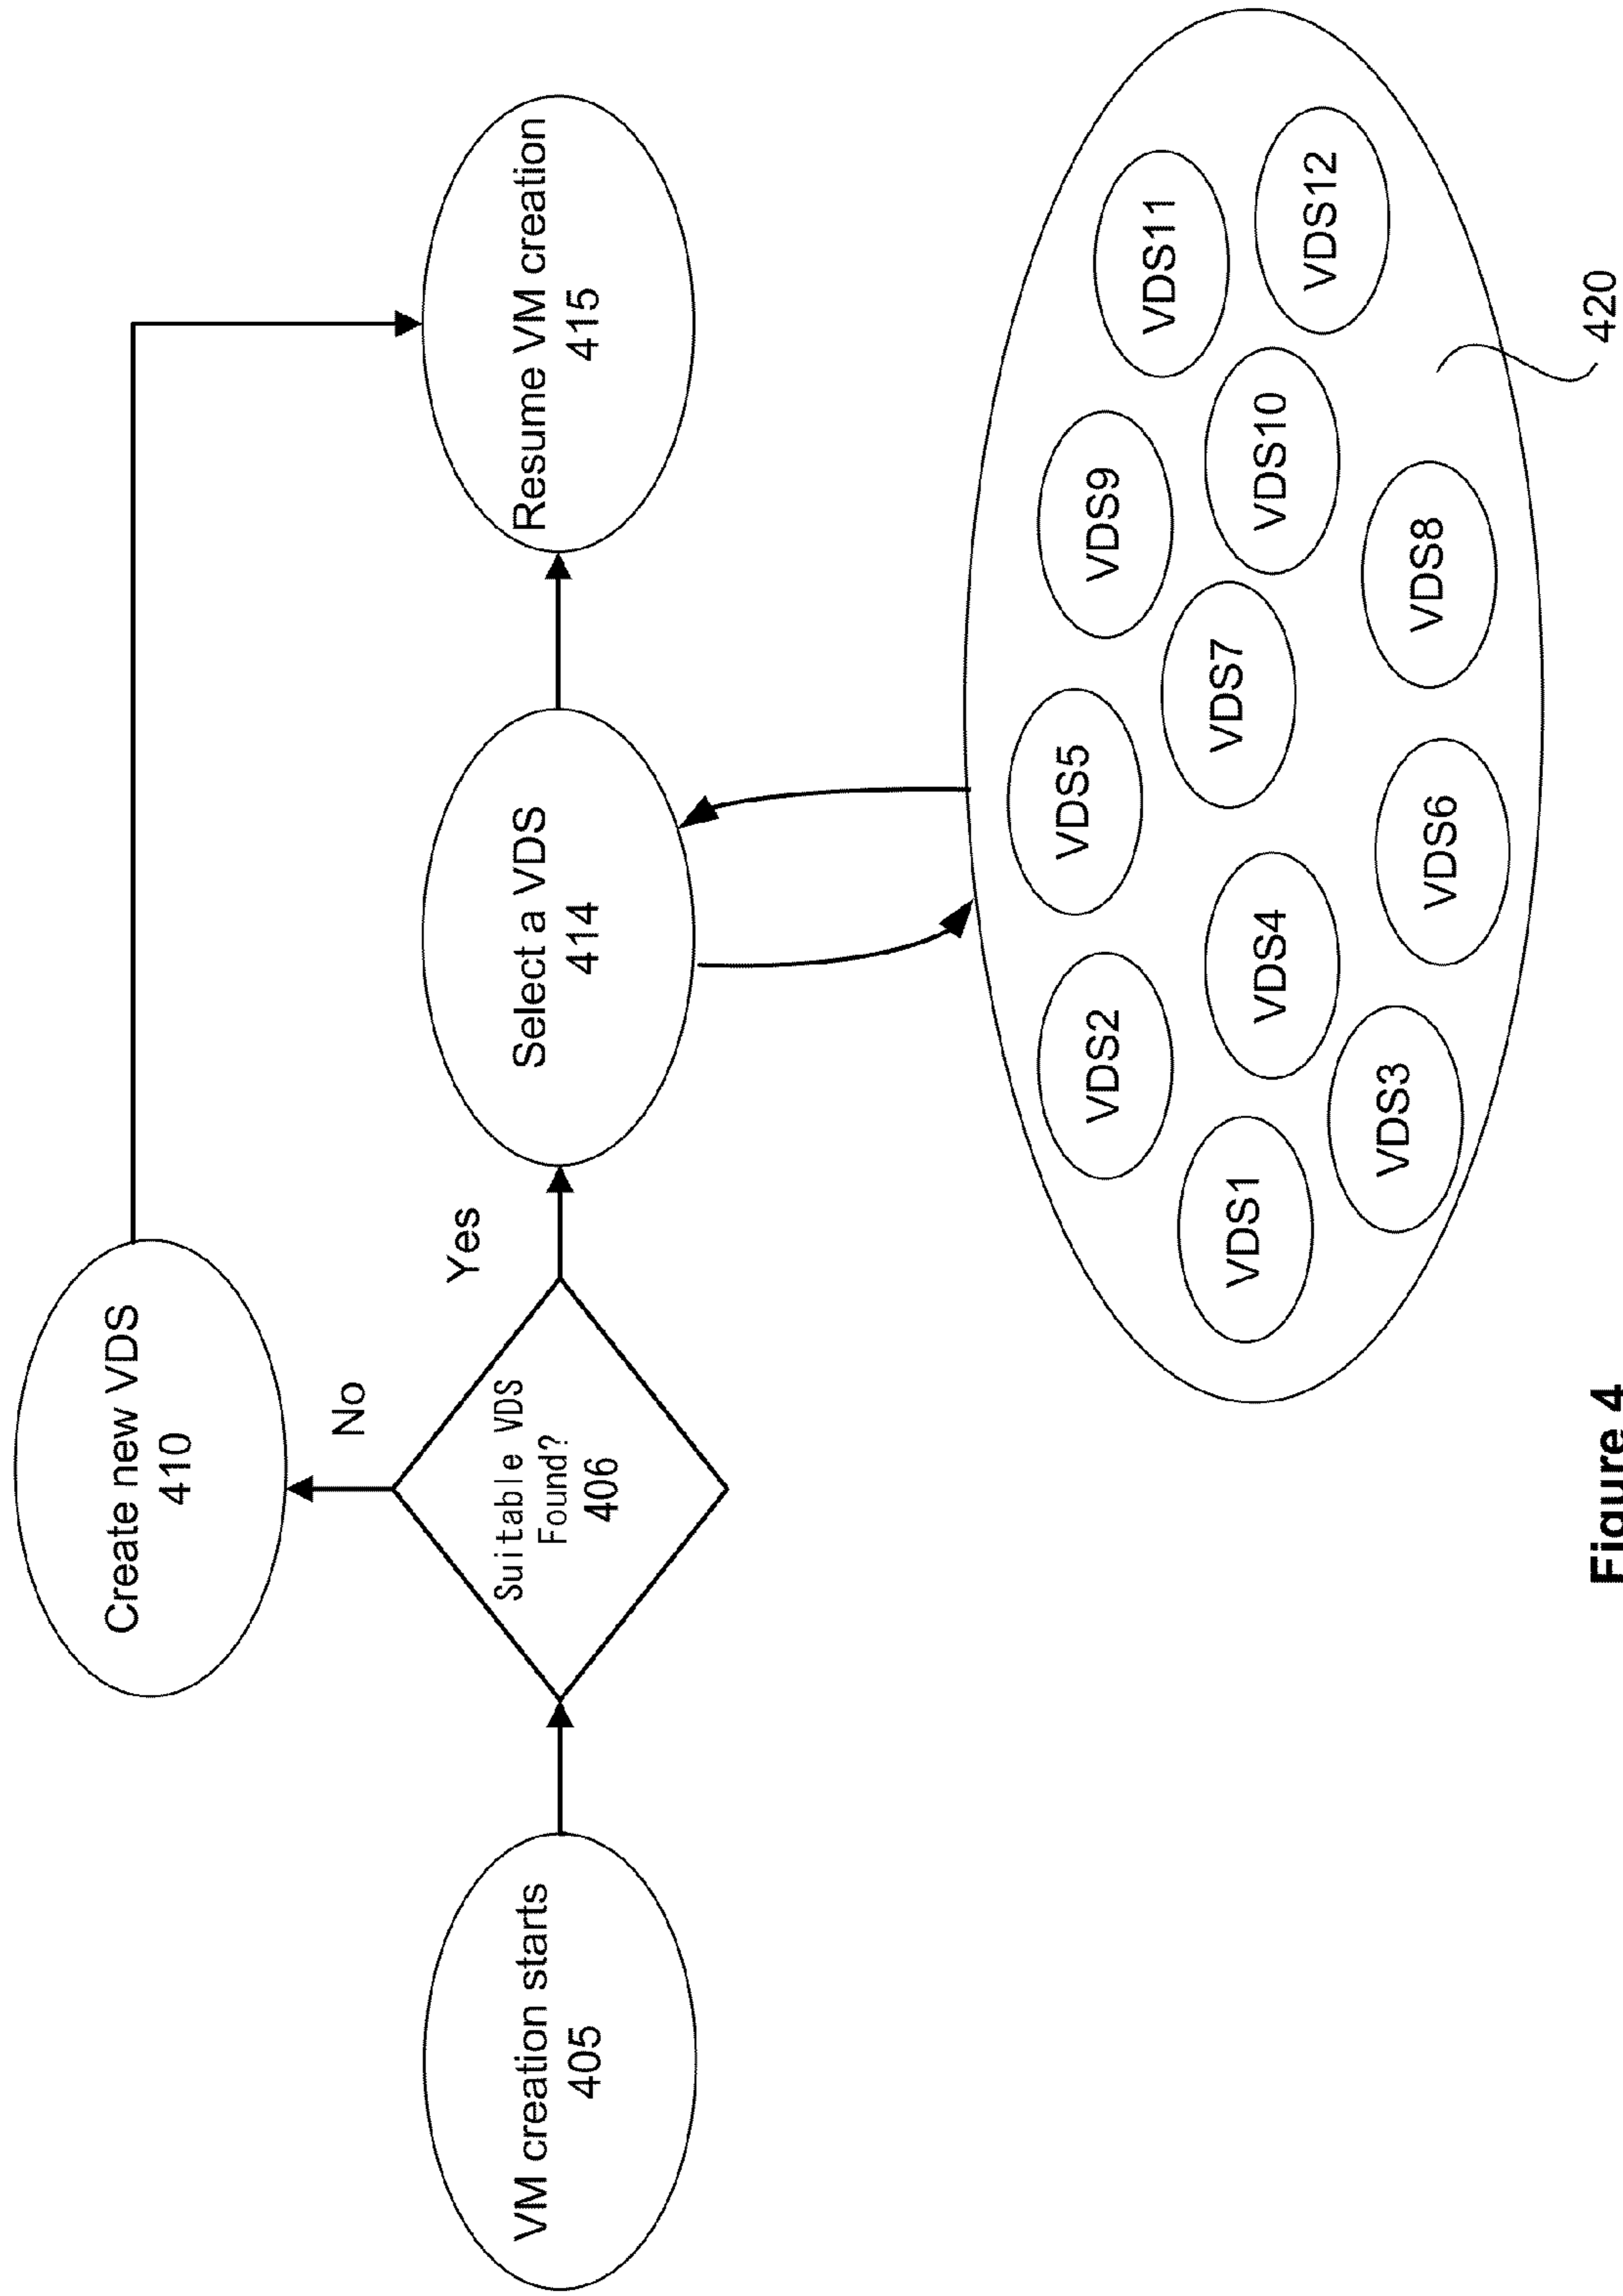 Create new VDS
410
No
Yes
VM creation starts
405
Suitable VDS
Found?
406
Select a VDS
414
Resume VM creation
415
VDS1
VDS2
VDS3
VDS4
VDS5
VDS6
VDS7
VDS8
VDS9
VDS10
VDS11
VDS12
420
Figure 4